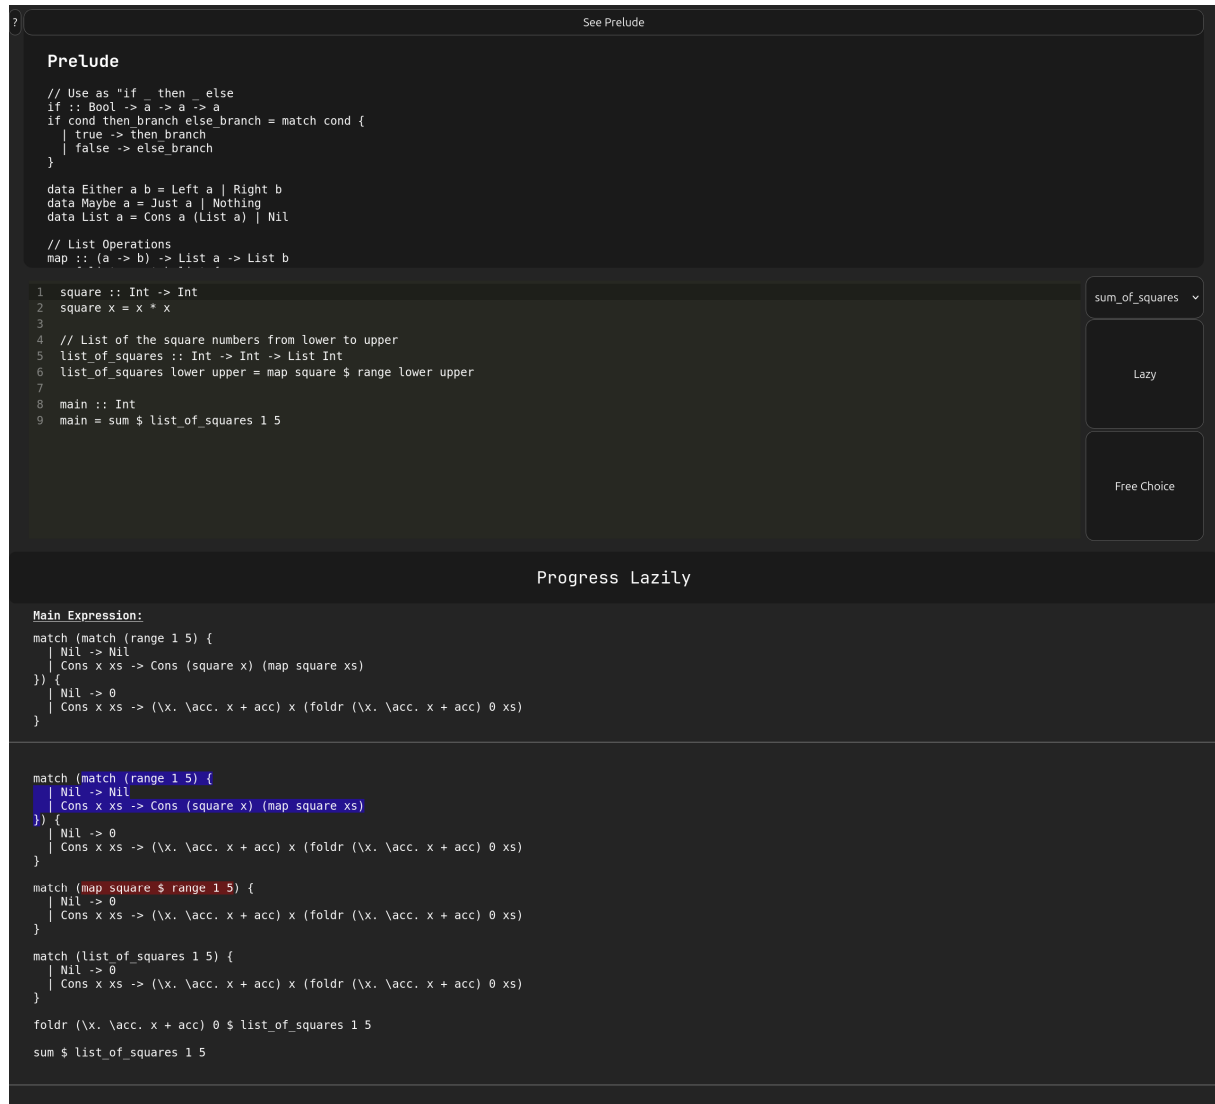 ?
See Prelude
Prelude
// Use as "if _ then _ else
if :: Bool -> a -> a -> a
if cond then_branch else_branch = match cond {
  | true -> then_branch
  | false -> else_branch
}
data Either a b = Left a | Right b
data Maybe a = Just a | Nothing
data List a = Cons a (List a) | Nil
// List Operations
map :: (a -> b) -> List a -> List b
1 square :: Int -> Int
2 square x = x * x
3
4 // List of the square numbers from lower to upper
5 list_of_squares :: Int -> Int -> List Int
6 list_of_squares lower upper = map square $ range lower upper
7
8 main :: Int
9 main = sum $ list_of_squares 1 5
sum_of_squares
Lazy
Free Choice
Progress Lazily
Main Expression:
match (match (range 1 5) {
  | Nil -> Nil
  | Cons x xs -> Cons (square x) (map square xs)
}) {
  | Nil -> 0
  | Cons x xs -> (\x. \acc. x + acc) x (foldr (\x. \acc. x + acc) 0 xs)
}
match (match (range 1 5) {
  | Nil -> Nil
  | Cons x xs -> Cons (square x) (map square xs)
}) {
  | Nil -> 0
  | Cons x xs -> (\x. \acc. x + acc) x (foldr (\x. \acc. x + acc) 0 xs)
}
match (map square $ range 1 5) {
  | Nil -> 0
  | Cons x xs -> (\x. \acc. x + acc) x (foldr (\x. \acc. x + acc) 0 xs)
}
match (list_of_squares 1 5) {
  | Nil -> 0
  | Cons x xs -> (\x. \acc. x + acc) x (foldr (\x. \acc. x + acc) 0 xs)
}
foldr (\x. \acc. x + acc) 0 $ list_of_squares 1 5
sum $ list_of_squares 1 5